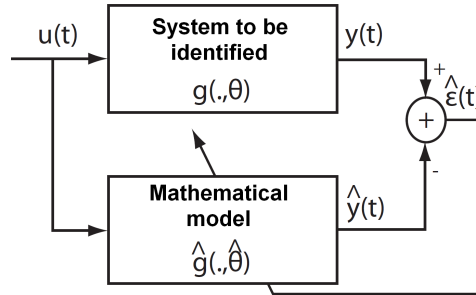 u(t)
System to be
identified
g(.,θ)
y(t)
+
+
ε̂(t)
-
Mathematical
model
ĝ(.,θ̂)
ŷ(t)